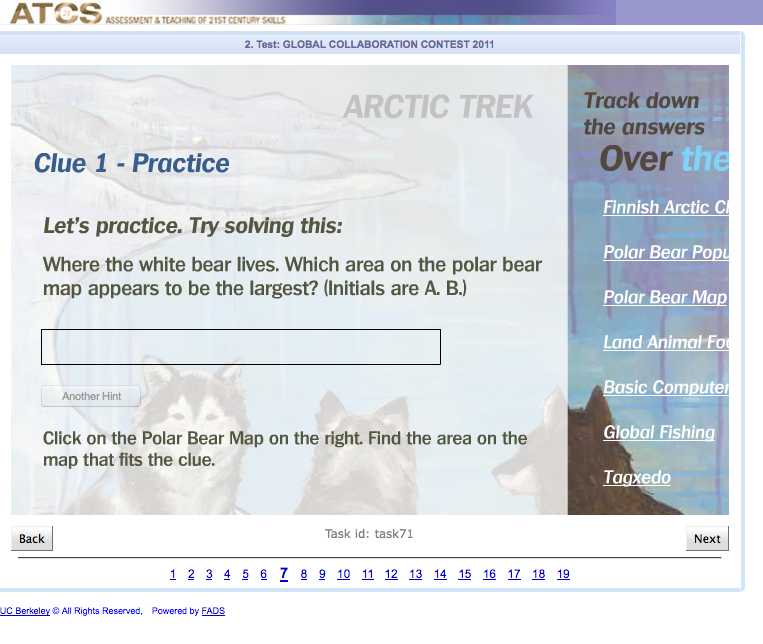 ATCS ASSESSMENT & TEACHING OF 21ST CENTURY SKILLS
2. Test: GLOBAL COLLABORATION CONTEST 2011
ARCTIC TREK
Clue 1 - Practice
Let's practice. Try solving this:
Where the white bear lives. Which area on the polar bear
map appears to be the largest? (Initials are A. B.)
Another Hint
Click on the Polar Bear Map on the right. Find the area on the
map that fits the clue.
Track down
the answers
Over the
Finnish Arctic Cl
Polar Bear Popu
Polar Bear Map
Land Animal Foo
Basic Computer
Global Fishing
Tagxedo
Back
Task id: task71
Next
1 2 3 4 5 6 7 8 9 10 11 12 13 14 15 16 17 18 19
UC Berkeley © All Rights Reserved, Powered by FADS